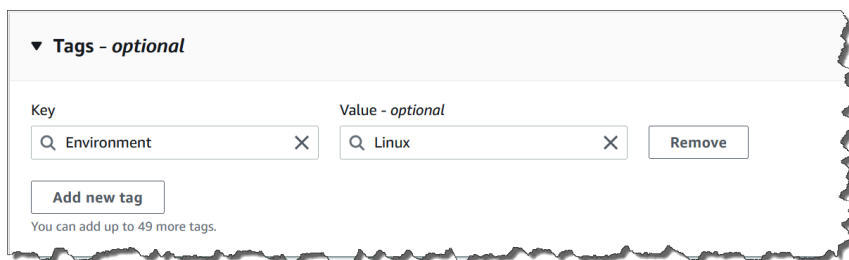 Tags - optional
Key Value - optional
Environment Linux Remove
Add new tag
You can add up to 49 more tags.